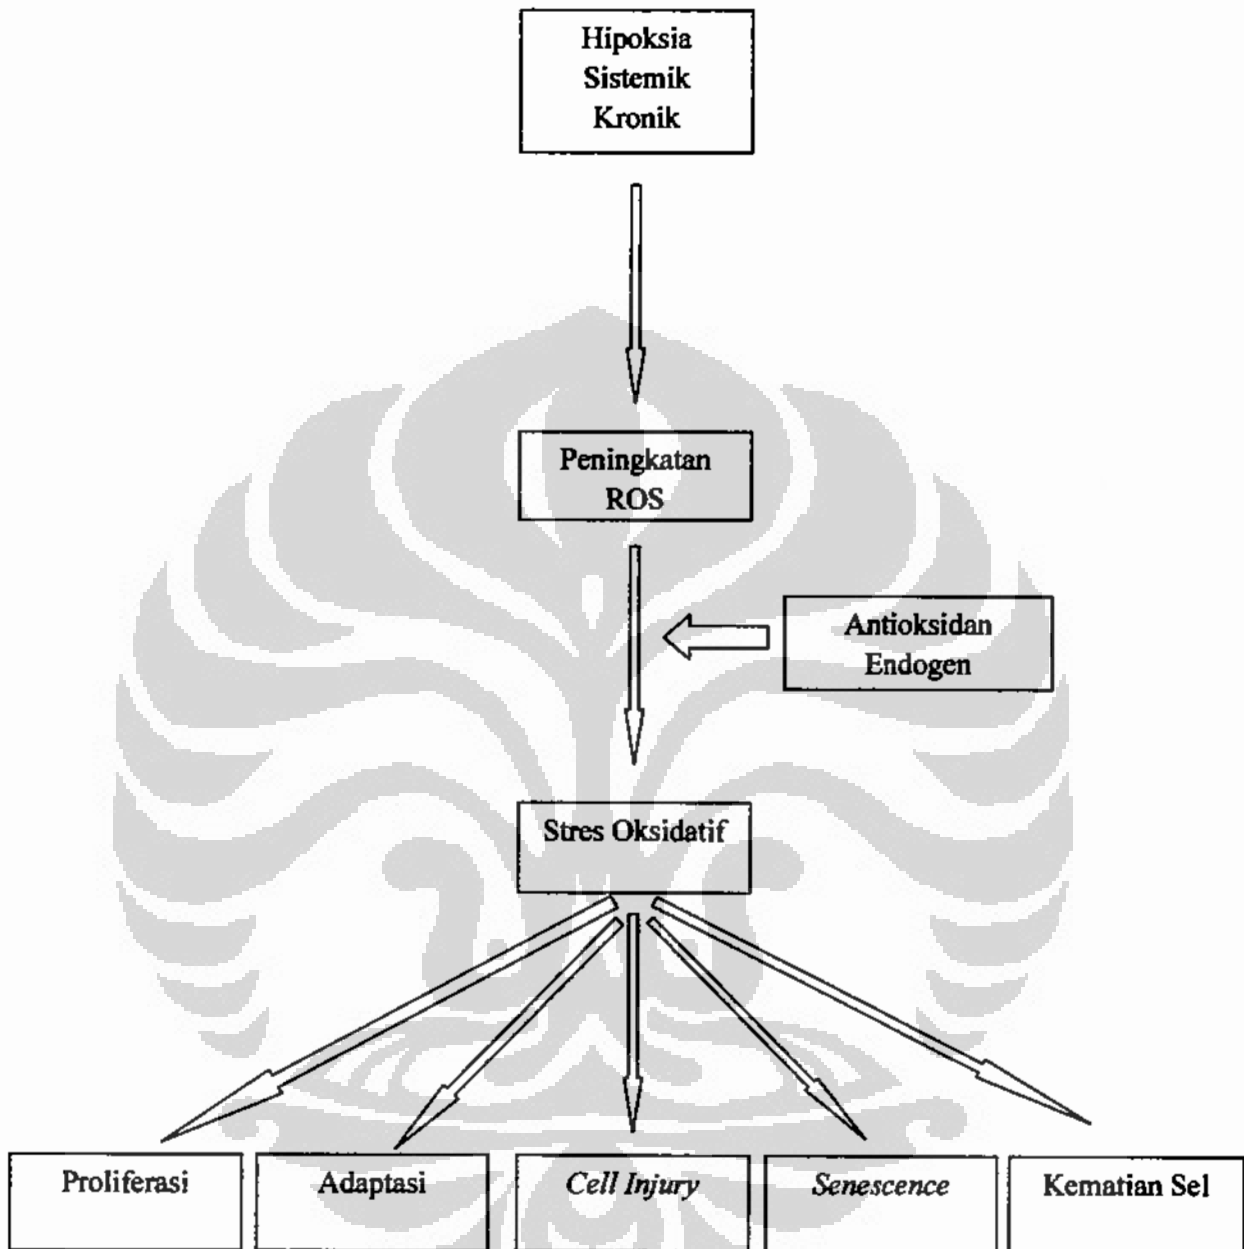 Hipoksia
Sistemik
Kronik
Peningkatan
ROS
Antioksidan
Endogen
Stres Oksidatif
Proliferasi
Adaptasi
Cell Injury
Senescence
Kematian Sel